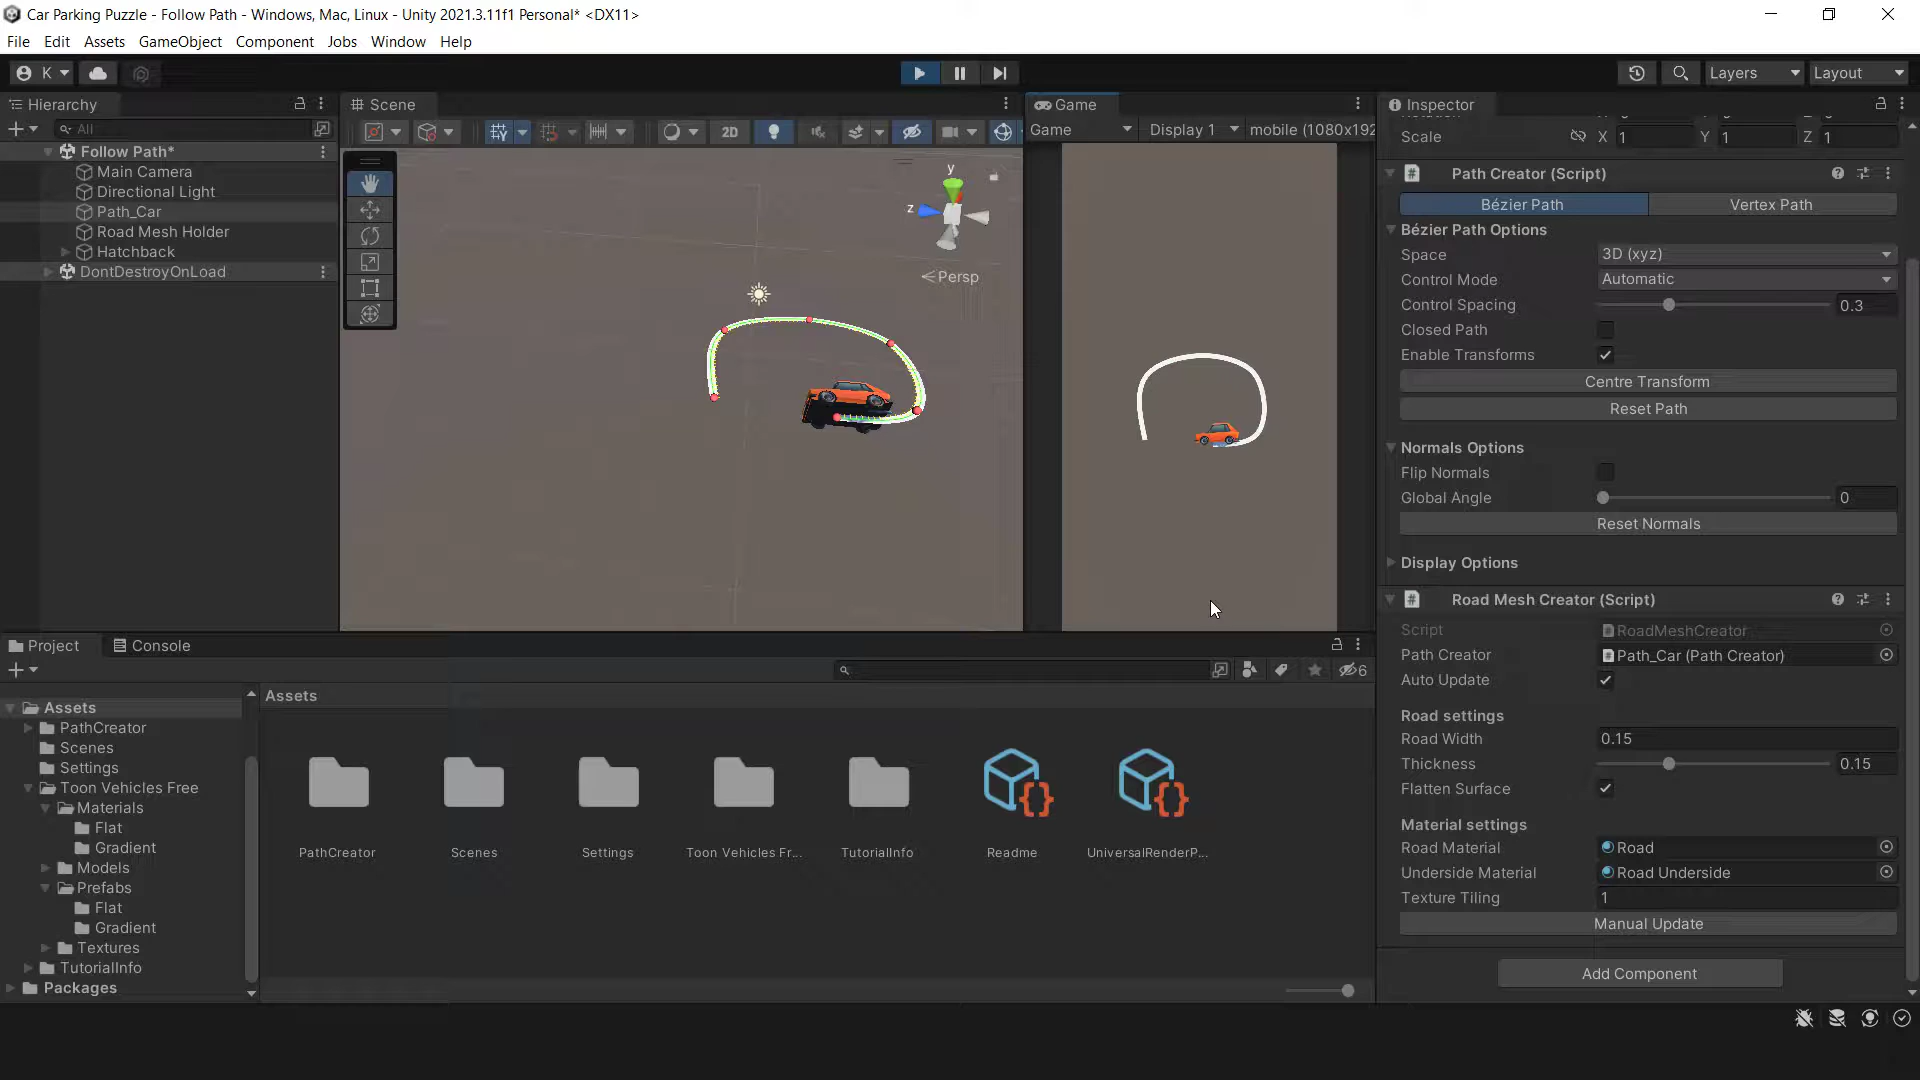 Car Parking Puzzle - Follow Path - Windows, Mac, Linux - Unity 2021.3.11f1 Personal* <DX11>
File Edit Assets GameObject Component Jobs Window Help
K
Layers
Layout
Hierarchy
All
Follow Path*
Main Camera
Directional Light
Path_Car
Road Mesh Holder
Hatchback
DontDestroyOnLoad
Scene
2D
y
z
Persp
Game
Game
Display 1
mobile (1080x192
Inspector
Scale X 1 Y 1 Z 1
Path Creator (Script)
Bézier Path
Vertex Path
Bézier Path Options
Space 3D (xyz)
Control Mode Automatic
Control Spacing 0.3
Closed Path
Enable Transforms
Centre Transform
Reset Path
Normals Options
Flip Normals
Global Angle 0
Reset Normals
Display Options
Road Mesh Creator (Script)
Script RoadMeshCreator
Path Creator Path_Car (Path Creator)
Auto Update
Road settings
Road Width 0.15
Thickness 0.15
Flatten Surface
Material settings
Road Material Road
Underside Material Road Underside
Texture Tiling 1
Manual Update
Add Component
Project
Console
6
Assets
PathCreator
Scenes
Settings
Toon Vehicles Free
Materials
Flat
Gradient
Models
Prefabs
Flat
Gradient
Textures
TutorialInfo
Packages
Assets
PathCreator
Scenes
Settings
Toon Vehicles Fr...
TutorialInfo
Readme
UniversalRenderP...